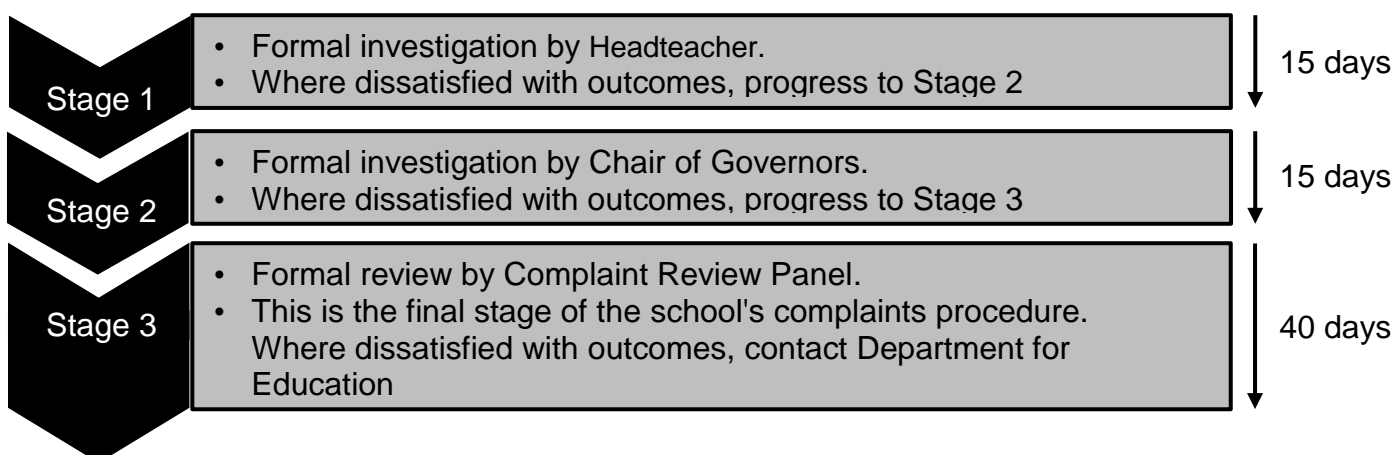 Stage 1
• Formal investigation by Headteacher.
• Where dissatisfied with outcomes, progress to Stage 2
15 days
Stage 2
• Formal investigation by Chair of Governors.
• Where dissatisfied with outcomes, progress to Stage 3
15 days
Stage 3
• Formal review by Complaint Review Panel.
• This is the final stage of the school's complaints procedure.
Where dissatisfied with outcomes, contact Department for
Education
40 days